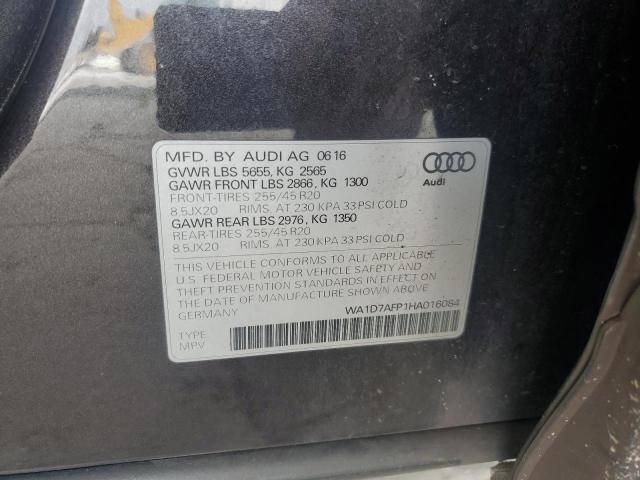 MFD. BY AUDI AG 06 16
GVWR LBS 5655, KG 2565
GAWR FRONT LBS 2866, KG 1300
FRONT-TIRES 255/45 R20
8.5JX20 RIMS. AT 230 KPA 33 PSI COLD
GAWR REAR LBS 2976, KG 1350
REAR-TIRES 255/45 R20
8.5JX20 RIMS. AT 230 KPA 33 PSI COLD
Audi
THIS VEHICLE CONFORMS TO ALL APPLICABLE
U.S. FEDERAL MOTOR VEHICLE SAFETY AND
THEFT PREVENTION STANDARDS IN EFFECT ON
THE DATE OF MANUFACTURE SHOWN ABOVE.
GERMANY WA1D7AFP1HA016084
TYPE
MPV